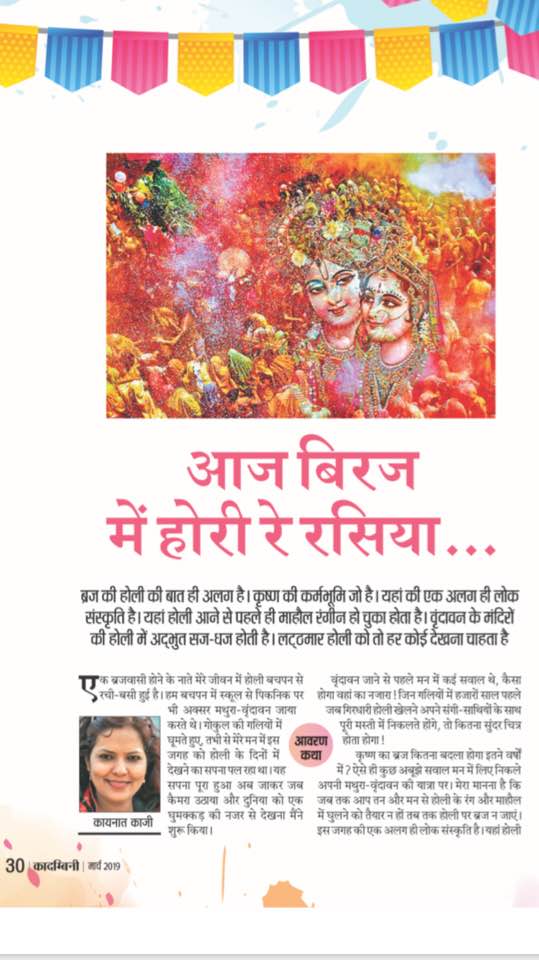 आज बिरज
में होरी रे रसिया...
ब्रज की होली की बात ही अलग है। कृष्ण की कर्मभूमि जो है। यहां की एक अलग ही लोक
संस्कृति है। यहां होली आने से पहले ही माहौल रंगीन हो चुका होता है। वृंदावन के मंदिरों
की होली में अद्भुत सज-धज होती है। लट्ठमार होली को तो हर कोई देखना चाहता है
एक ब्रजवासी होने के नाते मेरे जीवन में होली बचपन से
रची-बसी हुई है। हम बचपन में स्कूल से पिकनिक पर
भी अक्सर मथुरा-वृंदावन जाया
करते थे। गोकुल की गलियों में
घूमते हुए, तभी से मेरे मन में इस
जगह को होली के दिनों में
देखने का सपना पल रहा था। यह
सपना पूरा हुआ अब जाकर जब
कैमरा उठाया और दुनिया को एक
घुमक्कड़ की नजर से देखना मैंने
शुरू किया।
कायनात काजी
आवरण
कथा
वृंदावन जाने से पहले मन में कई सवाल थे, कैसा
होगा वहां का नजारा! जिन गलियों में हजारों साल पहले
जब गिरधारी होली खेलने अपने संगी-साथियों के साथ
पूरी मस्ती में निकलते होंगे, तो कितना सुंदर चित्र
होता होगा!
कृष्ण का ब्रज कितना बदला होगा इतने वर्षों
में? ऐसे ही कुछ अबूझे सवाल मन में लिए निकले
अपनी मथुरा-वृंदावन की यात्रा पर। मेरा मानना है कि
जब तक आप तन और मन से होली के रंग और माहौल
में घुलने को तैयार न हों तब तक होली पर ब्रज न जाएं।
इस जगह की एक अलग ही लोक संस्कृति है। यहां होली
30 | कादम्बिनी | मार्च 2019